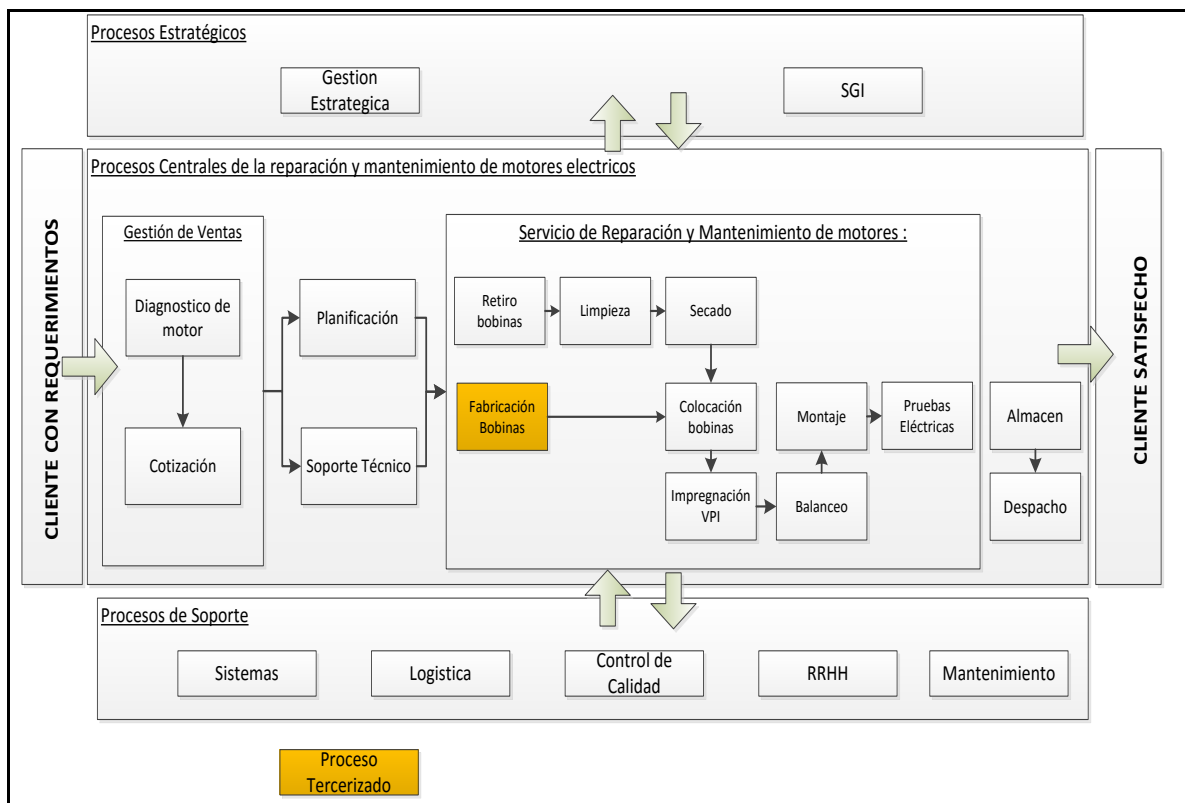 Procesos Estratégicos
Gestion
Estrategica
SGI
CLIENTE CON REQUERIMIENTOS
Procesos Centrales de la reparación y mantenimiento de motores electricos
Gestión de Ventas
Diagnostico de
motor
Cotización
Planificación
Soporte Técnico
Servicio de Reparación y Mantenimiento de motores :
Retiro
bobinas
Limpieza
Secado
Fabricación
Bobinas
Colocación
bobinas
Montaje
Pruebas
Eléctricas
Impregnación
VPI
Balanceo
Almacen
Despacho
CLIENTE SATISFECHO
Procesos de Soporte
Sistemas
Logistica
Control de
Calidad
RRHH
Mantenimiento
Proceso
Tercerizado